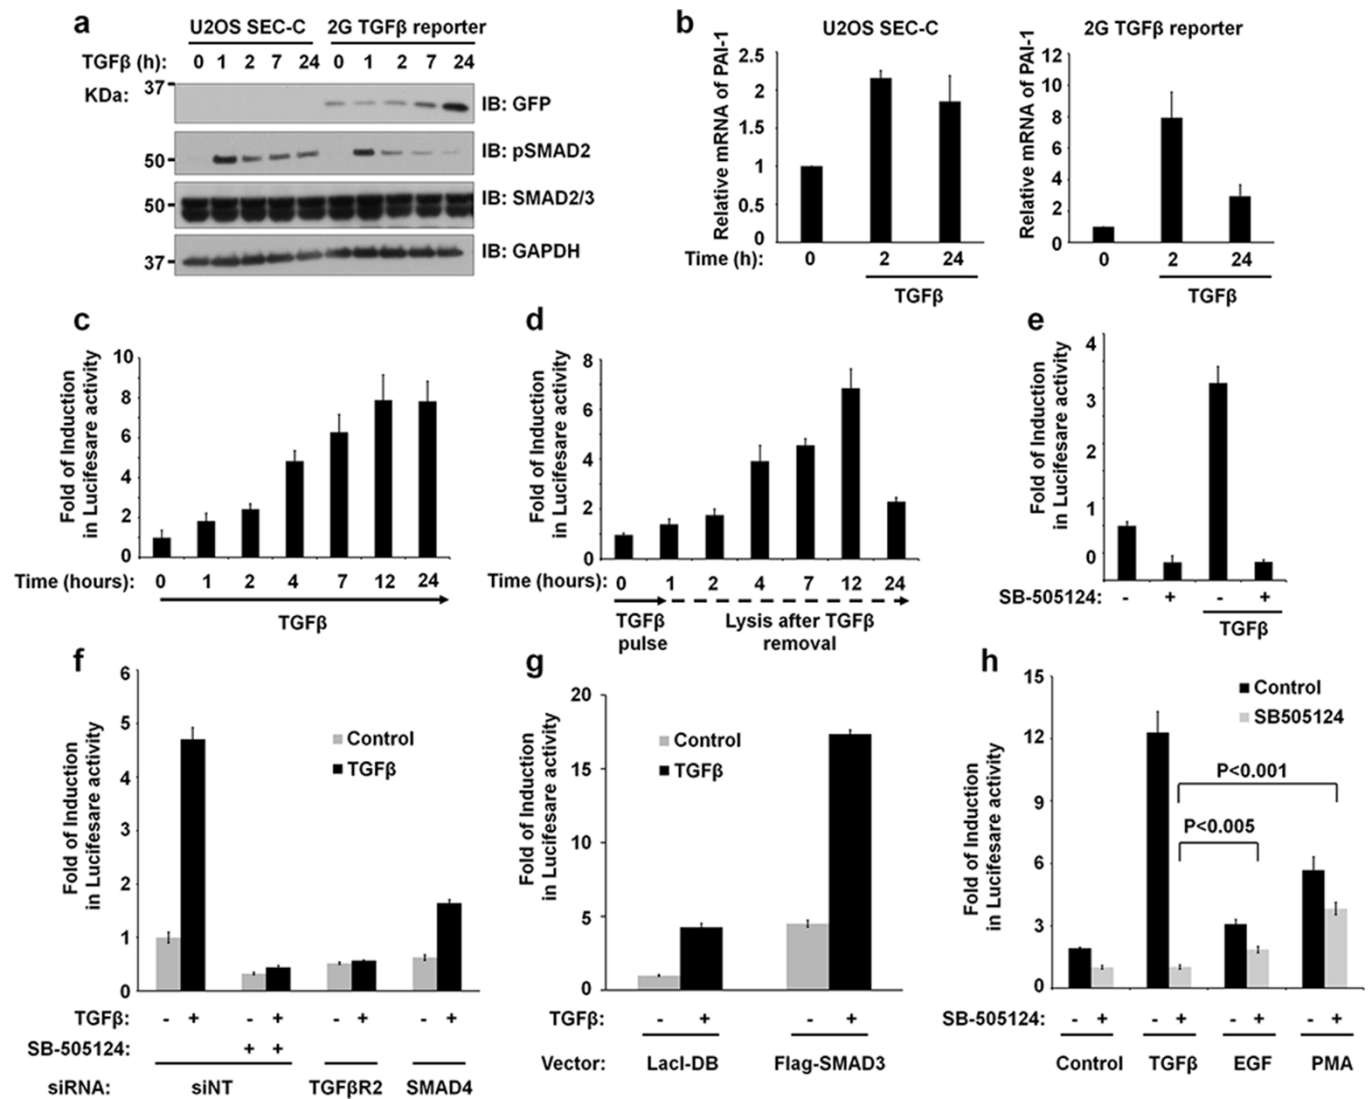 a
U2OS SEC-C 2G TGFβ reporter
TGFβ (h): 0 1 2 7 24 0 1 2 7 24
KDa:
37
IB: GFP
50
IB: pSMAD2
50
IB: SMAD2/3
37
IB: GAPDH
b
U2OS SEC-C
Relative mRNA of PAI-1
2.5
2
1.5
1
0.5
0
Time (h): 0 2 24
TGFβ
2G TGFβ reporter
Relative mRNA of PAI-1
12
10
8
6
4
2
0
0 2 24
TGFβ
c
Fold of Induction
in Lucifesare activity
10
8
6
4
2
0
Time (hours): 0 1 2 4 7 12 24
TGFβ
d
Fold of Induction
in Lucifesare activity
8
6
4
2
0
Time (hours): 0 1 2 4 7 12 24
TGFβ
pulse
Lysis after TGFβ
removal
e
Fold of Induction
in Lucifesare activity
4
3
2
1
0
SB-505124: - + - +
TGFβ
f
Fold of Induction
in Lucifesare activity
6
5
4
3
2
1
0
Control
TGFβ
TGFβ: - + - + - + - +
SB-505124: + +
siRNA: siNT TGFβR2 SMAD4
g
Fold of Induction
in Lucifesare activity
20
15
10
5
0
Control
TGFβ
TGFβ: - + - +
Vector: LacI-DB Flag-SMAD3
h
Fold of Induction
in Lucifesare activity
15
12
9
6
3
0
Control
SB505124
P<0.001
P<0.005
SB-505124: - + - + - + - +
Control TGFβ EGF PMA